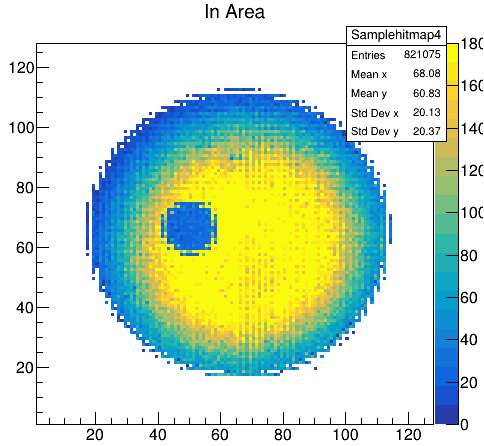 In Area
Samplehitmap4
Entries 821075
Mean x 68.08
Mean y 60.83
Std Dev x 20.13
Std Dev y 20.37
120
100
80
60
40
20
20 40 60 80 100 120
180
160
140
120
100
80
60
40
20
0